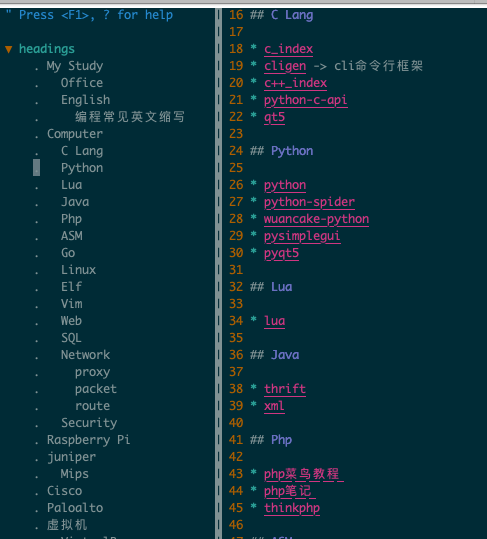 " Press <F1>, ? for help
▼ headings
. My Study
. Office
. English
. 编程常见英文缩写
. Computer
. C Lang
. Python
. Lua
. Java
. Php
. ASM
. Go
. Linux
. Elf
. Vim
. Web
. SQL
. Network
. proxy
. packet
. route
. Security
. Raspberry Pi
. juniper
. Mips
. Cisco
. Paloalto
. 虚拟机
16 ## C Lang
17
18 * c_index
19 * cligen -> cli命令行框架
20 * c++_index
21 * python-c-api
22 * qt5
23
24 ## Python
25
26 * python
27 * python-spider
28 * wuancake-python
29 * pysimplegui
30 * pyqt5
31
32 ## Lua
33
34 * lua
35
36 ## Java
37
38 * thrift
39 * xml
40
41 ## Php
42
43 * php菜鸟教程
44 * php笔记
45 * thinkphp
46